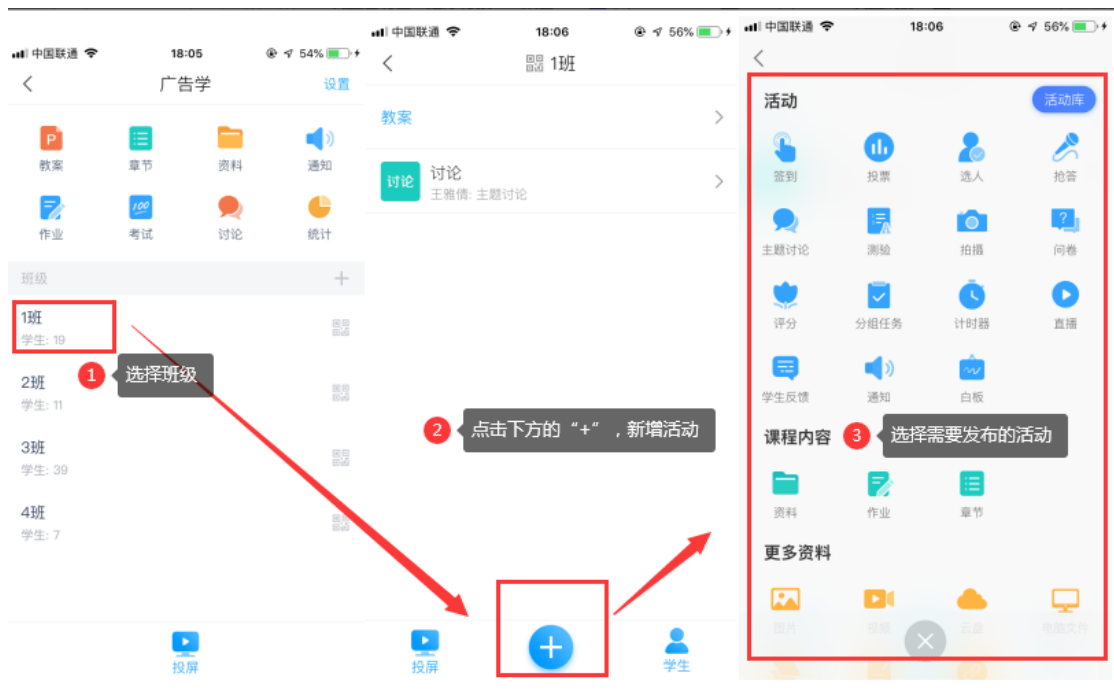 中国联通
18:05
54%
广告学
设置
P
教案
章节
资料
通知
100
作业
考试
讨论
统计
班级
1班
学生: 19
1
选择班级
2班
学生: 11
3班
学生: 39
4班
学生: 7
投屏
中国联通
18:06
56%
1班
教案
讨论
讨论
王雅倩: 主题讨论
2
点击下方的“+”，新增活动
投屏
学生
中国联通
18:06
56%
活动
活动库
签到
投票
选人
抢答
主题讨论
测验
拍摄
问卷
评分
分组任务
计时器
直播
学生反馈
通知
白板
课程内容
3
选择需要发布的活动
资料
作业
章节
更多资料
图片
视频
云盘
电脑文件